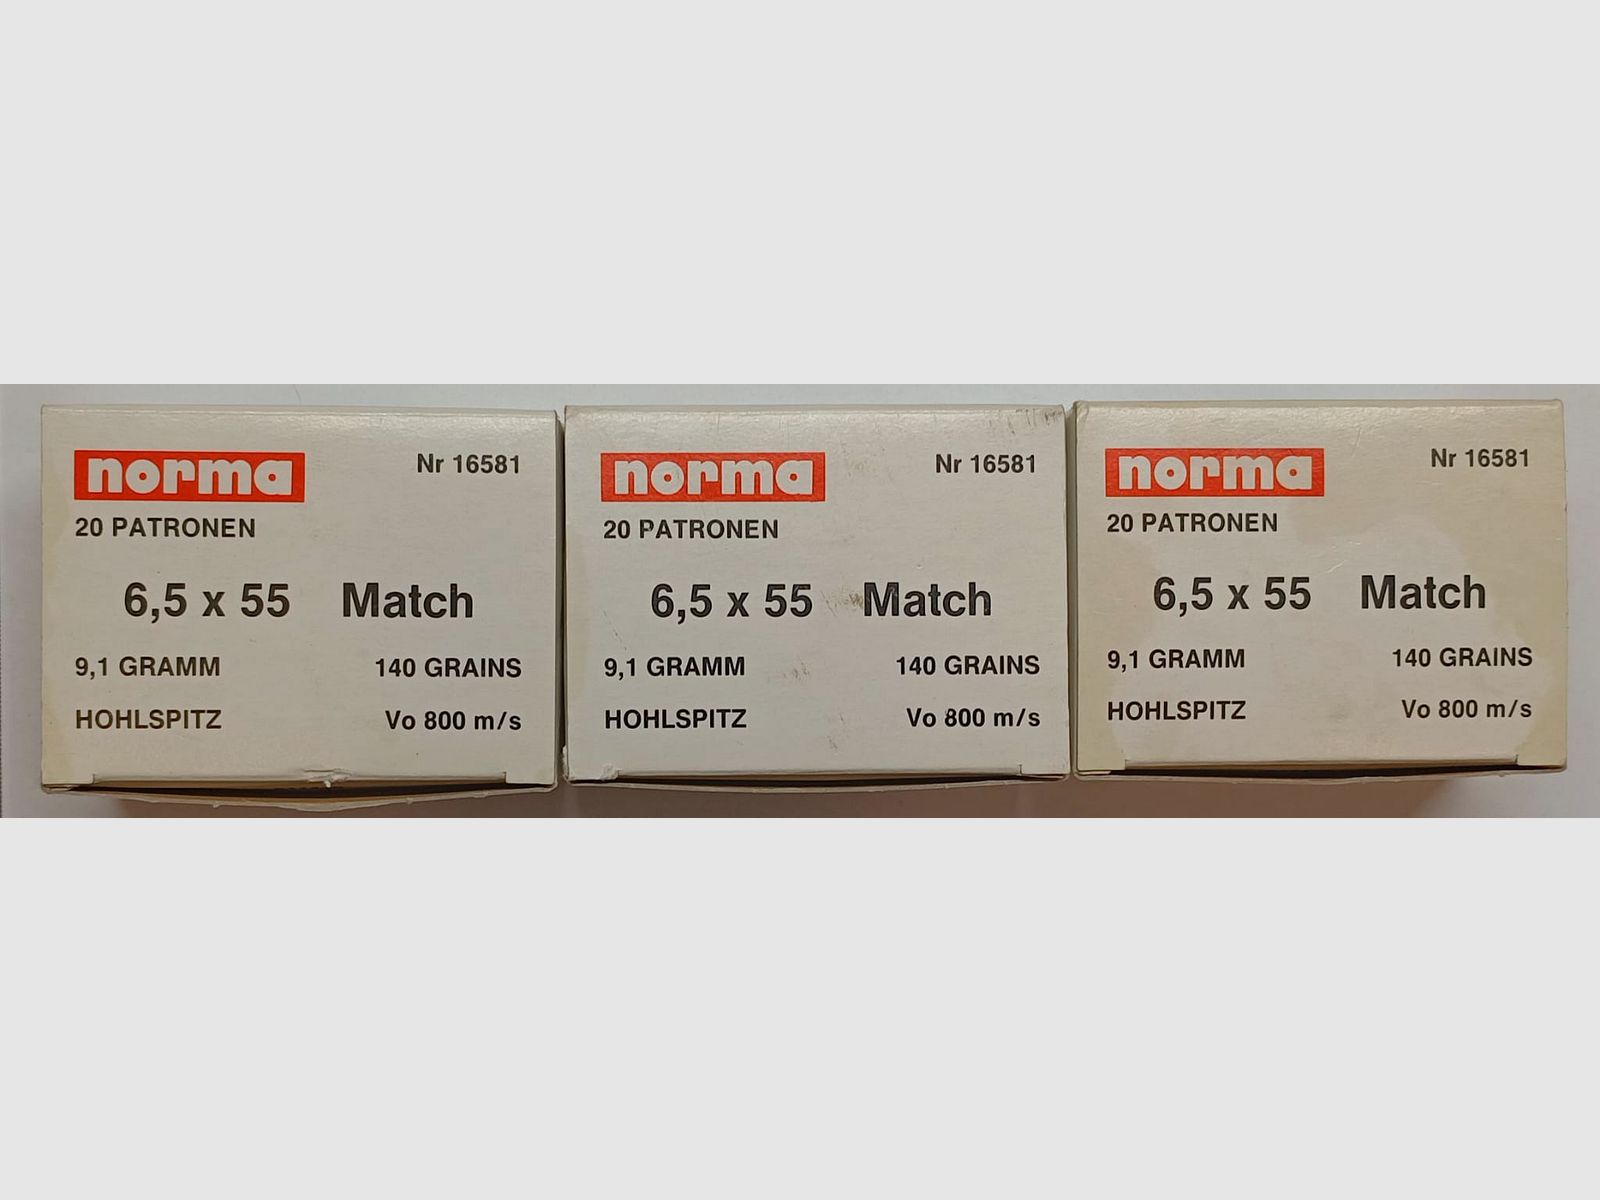 norma
Nr 16581
20 PATRONEN
6,5 x 55 Match
9,1 GRAMM 140 GRAINS
HOHLSPITZ Vo 800 m/s
norma
Nr 16581
20 PATRONEN
6,5 x 55 Match
9,1 GRAMM 140 GRAINS
HOHLSPITZ Vo 800 m/s
norma
Nr 16581
20 PATRONEN
6,5 x 55 Match
9,1 GRAMM 140 GRAINS
HOHLSPITZ Vo 800 m/s